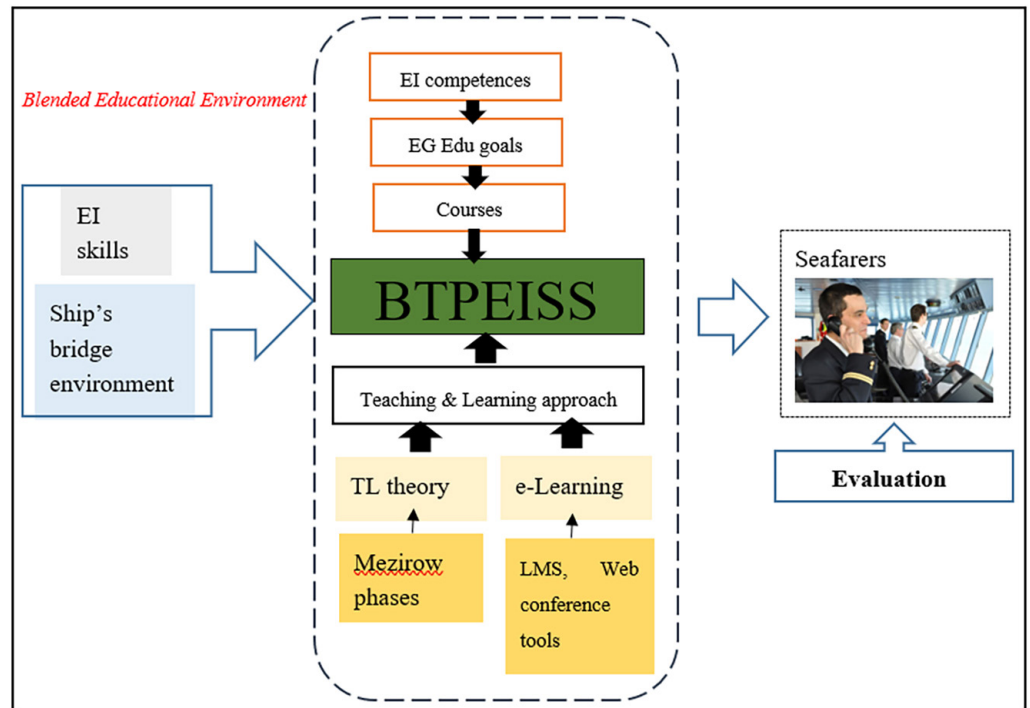 Blended Educational Environment
EI
skills
Ship's
bridge
environment
EI competences
EG Edu goals
Courses
BTPEISS
Teaching & Learning approach
TL theory
e-Learning
Mezirow
phases
LMS, Web
conference
tools
Seafarers
Evaluation